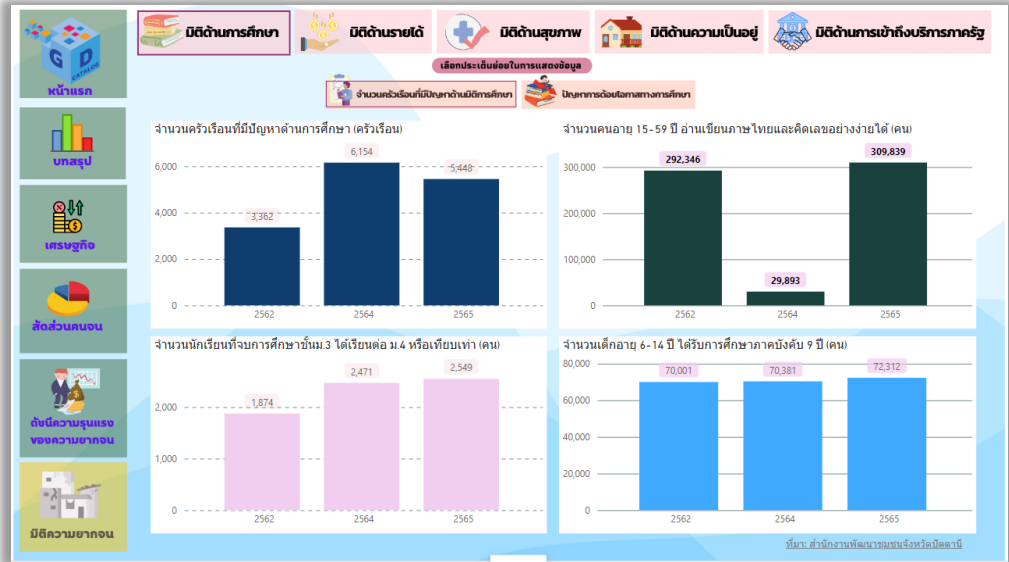 มิติด้านการศึกษา
มิติด้านรายได้
มิติด้านสุขภาพ
มิติด้านความเป็นอยู่
มิติด้านการเข้าถึงบริการภาครัฐ
เลือกประเด็นย่อยในการแสดงข้อมูล
จำนวนครัวเรือนที่มีปัญหาด้านมิติการศึกษา
ปัญหาการด้อยโอกาสทางการศึกษา
G D
CATALOG
หน้าแรก
บทสรุป
เศรษฐกิจ
สัดส่วนคนจน
ดัชนีความรุนแรง
ของความยากจน
มิติความยากจน
จำนวนครัวเรือนที่มีปัญหาด้านการศึกษา (ครัวเรือน)
6,000
4,000
2,000
0
3,362
6,154
5,448
2562
2564
2565
จำนวนคนอายุ 15-59 ปี อ่านเขียนภาษาไทยและคิดเลขอย่างง่ายได้ (คน)
300,000
200,000
100,000
0
292,346
29,893
309,839
2562
2564
2565
จำนวนนักเรียนที่จบการศึกษาชั้นม.3 ได้เรียนต่อ ม.4 หรือเทียบเท่า (คน)
2,000
1,000
0
1,874
2,471
2,549
2562
2564
2565
จำนวนเด็กอายุ 6-14 ปี ได้รับการศึกษาภาคบังคับ 9 ปี (คน)
80,000
60,000
40,000
20,000
0
70,001
70,381
72,312
2562
2564
2565
ที่มา: สำนักงานพัฒนาชุมชนจังหวัดปัตตานี